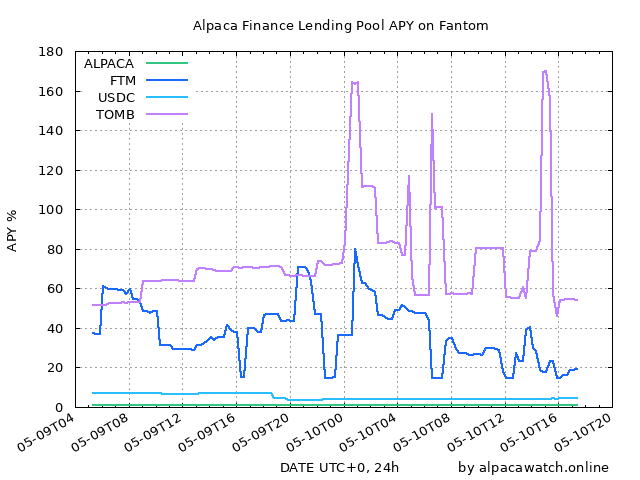 Alpaca Finance Lending Pool APY on Fantom
180
160
140
120
100
80
60
40
20
0
APY %
ALPACA
FTM
USDC
TOMB
05-09T04
05-09T08
05-09T12
05-09T16
05-09T20
05-10T00
05-10T04
05-10T08
05-10T12
05-10T16
05-10T20
DATE UTC+0, 24h
by alpacawatch.online